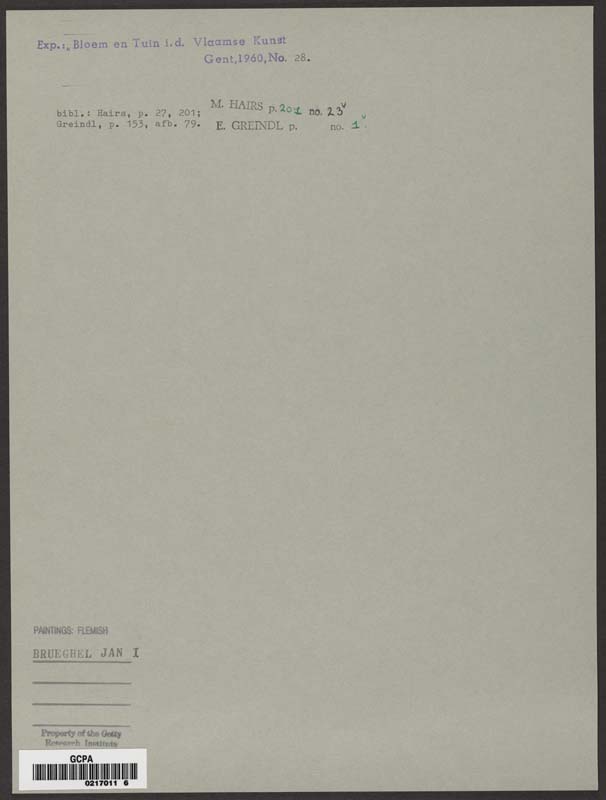 Exp.: Bloem en Tuin i.d. Vlaamse Kunst
Gent, 1960, No. 28.
bibl.: Hairs, p. 27, 201;
Greindl, p. 153, afb. 79.
M. HAIRS p. 201 no. 23
E. GREINDL p. no. 1
PAINTINGS: FLEMISH
BRUEGHEL JAN I
Property of the Getty
Research Institute
GCPA
0217011 6